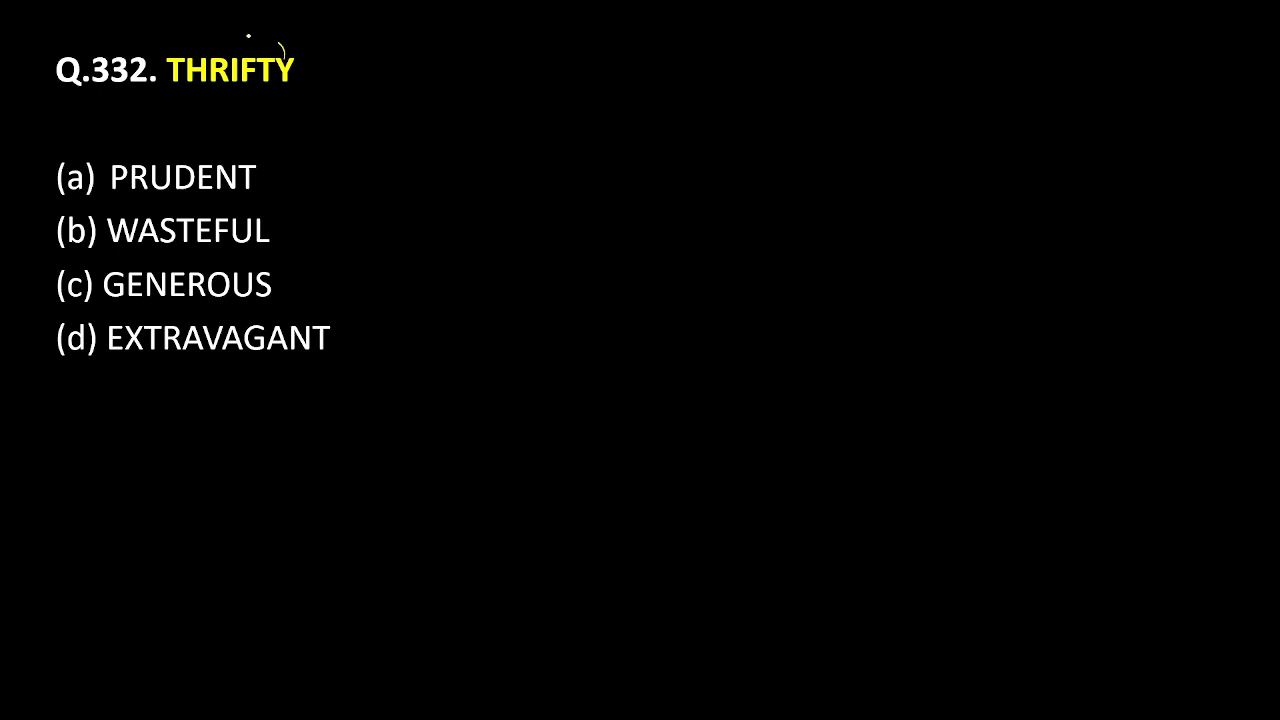 Q.332. THRIFTY
(a) PRUDENT
(b) WASTEFUL
(c) GENEROUS
(d) EXTRAVAGANT